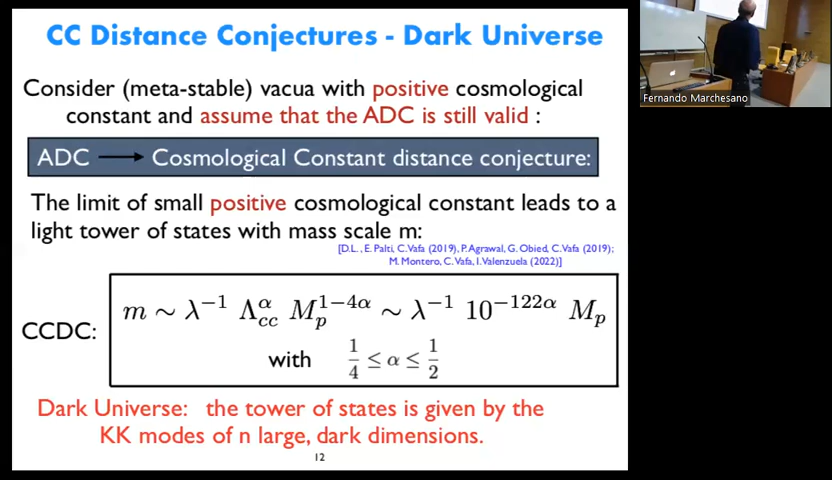 CC Distance Conjectures - Dark Universe
Consider (meta-stable) vacua with positive cosmological
constant and assume that the ADC is still valid :
ADC → Cosmological Constant distance conjecture:
The limit of small positive cosmological constant leads to a
light tower of states with mass scale m:
[D.L., E. Palti, C. Vafa (2019), P. Agrawal, G. Obied, C. Vafa (2019);
M. Montero, C. Vafa, I. Valenzuela (2022)]
CCDC: m ∼ λ⁻¹ Λ_cc^α M_p^{1−4α} ∼ λ⁻¹ 10^{−122α} M_p
with 1/4 ≤ α ≤ 1/2
Dark Universe: the tower of states is given by the
KK modes of n large, dark dimensions.
12
Fernando Marchesano